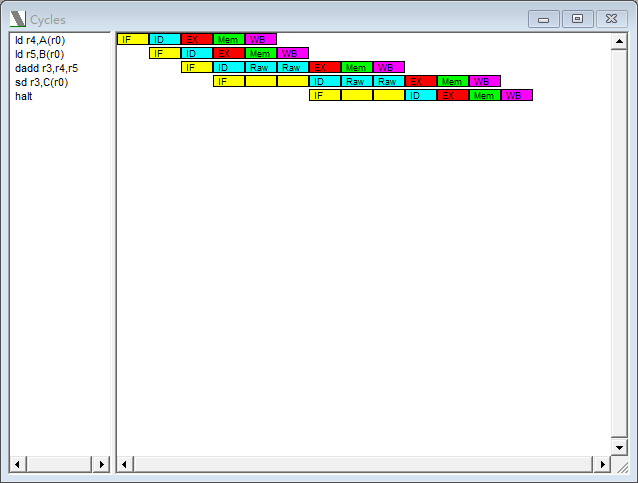 Cycles
ld r4,A(r0) IF ID EX Mem WB
ld r5,B(r0) IF ID EX Mem WB
dadd r3,r4,r5 IF ID Raw Raw EX Mem WB
sd r3,C(r0) IF ID Raw Raw EX Mem WB
halt IF ID EX Mem WB